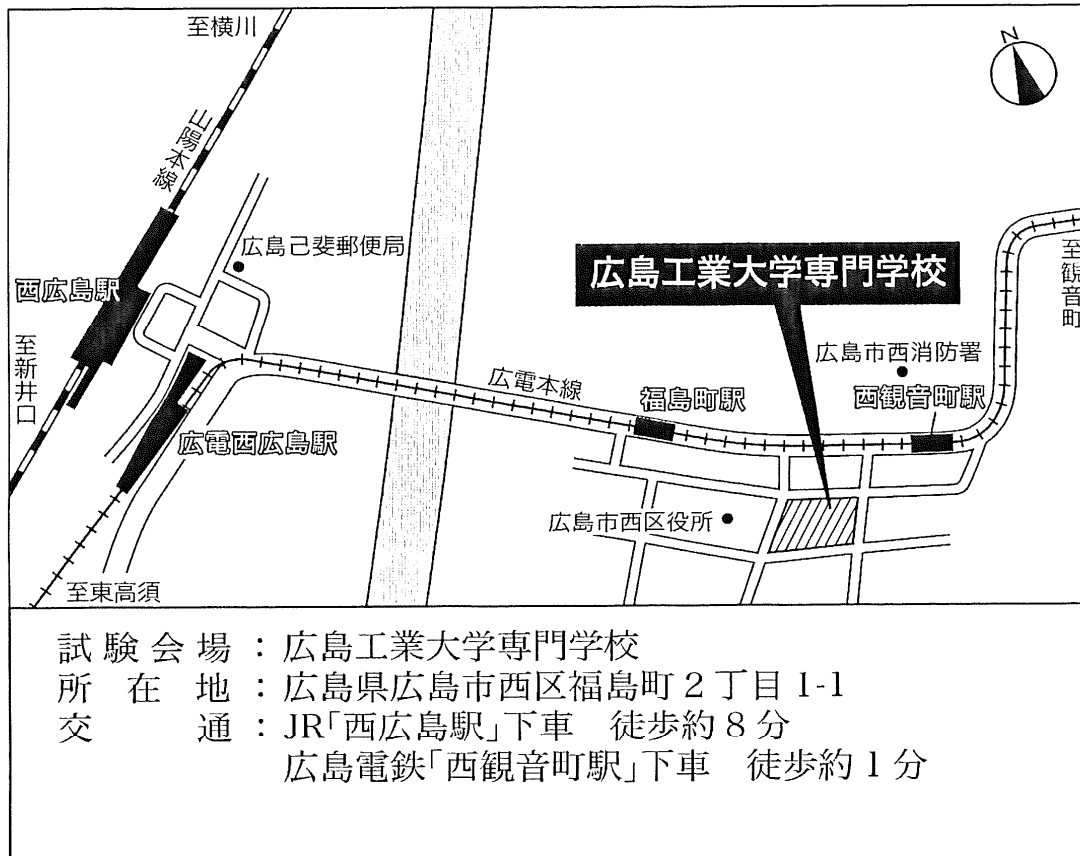 至横川
N
山陽本線
広島己斐郵便局
西広島駅
広島工業大学専門学校
至観音町
至新井口
広島市西消防署
広電本線
福島町駅
西観音町駅
広電西広島駅
広島市西区役所
至東高須
試験会場：広島工業大学専門学校
所在地：広島県広島市西区福島町2丁目1-1
交通：JR「西広島駅」下車　徒歩約8分
広島電鉄「西観音町駅」下車　徒歩約1分